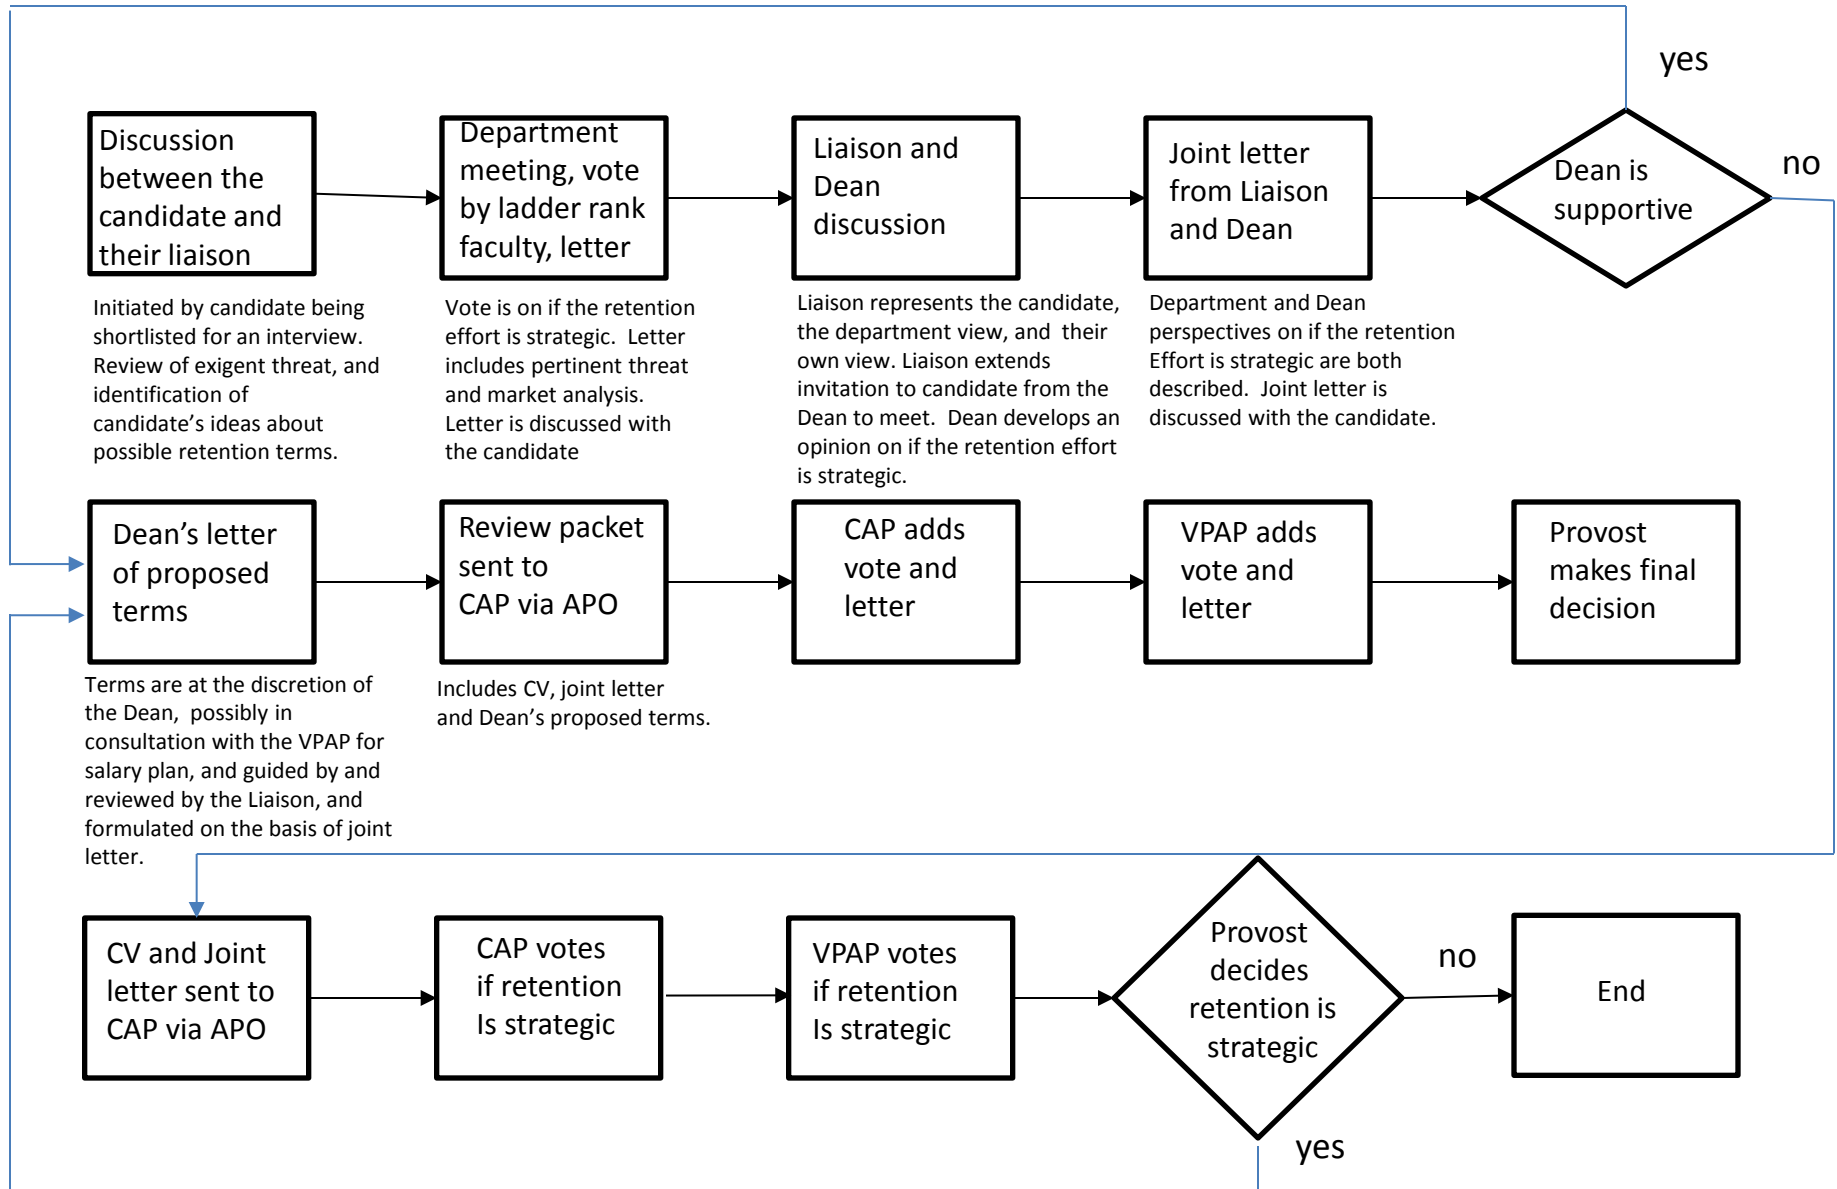 yes
Discussion
between the
candidate and
their liaison
Department
meeting, vote
by ladder rank
faculty, letter
Liaison and
Dean
discussion
Joint letter
from Liaison
and Dean
Dean is
supportive
no
Initiated by candidate being
shortlisted for an interview.
Review of exigent threat, and
identification of
candidate’s ideas about
possible retention terms.
Vote is on if the retention
effort is strategic.  Letter
includes pertinent threat
and market analysis.
Letter is discussed with
the candidate
Liaison represents the candidate,
the department view, and  their
own view. Liaison extends
invitation to candidate from the
Dean to meet.  Dean develops an
opinion on if the retention effort
is strategic.
Department and Dean
perspectives on if the retention
Effort is strategic are both
described.  Joint letter is
discussed with the candidate.
Dean’s letter
of proposed
terms
Review packet
sent to
CAP via APO
CAP adds
vote and
letter
VPAP adds
vote and
letter
Provost
makes final
decision
Terms are at the discretion of
the Dean,  possibly in
consultation with the VPAP for
salary plan, and guided by and
reviewed by the Liaison, and
formulated on the basis of joint
letter.
Includes CV, joint letter
and Dean’s proposed terms.
CV and Joint
letter sent to
CAP via APO
CAP votes
if retention
Is strategic
VPAP votes
if retention
Is strategic
Provost
decides
retention is
strategic
no
End
yes